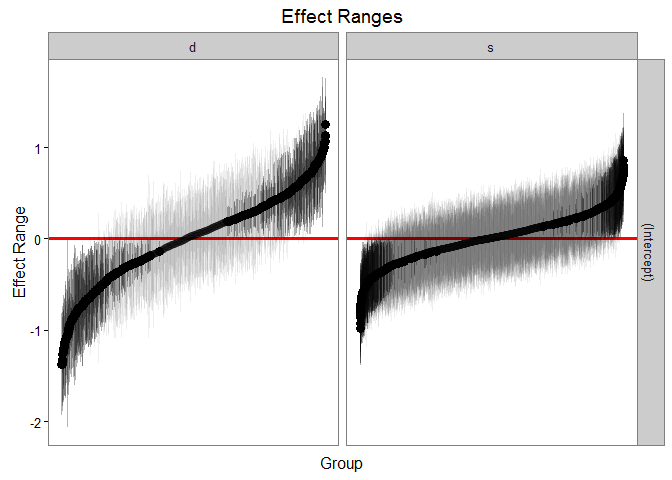 Effect Ranges
d
s
1
0
-1
-2
Effect Range
(Intercept)
Group